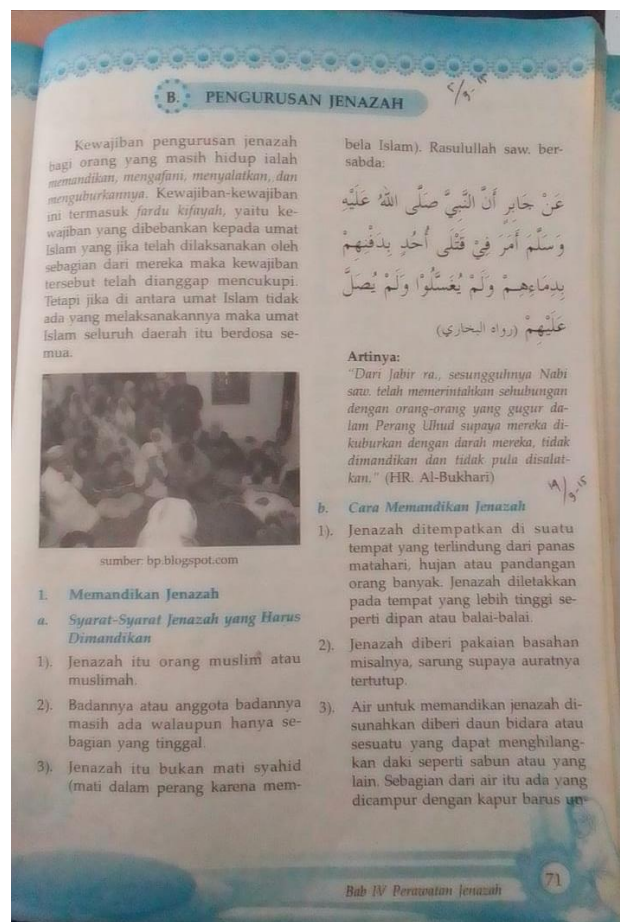 B. PENGURUSAN JENAZAH
Kewajiban pengurusan jenazah
bagi orang yang masih hidup ialah
memandikan, mengafani, menyalatkan, dan
menguburkannya. Kewajiban-kewajiban
ini termasuk fardu kifayah, yaitu ke-
wajiban yang dibebankan kepada umat
Islam yang jika telah dilaksanakan oleh
sebagian dari mereka maka kewajiban
tersebut telah dianggap mencukupi.
Tetapi jika di antara umat Islam tidak
ada yang melaksanakannya maka umat
Islam seluruh daerah itu berdosa se-
mua.
sumber: bp.blogspot.com
1. Memandikan Jenazah
a. Syarat-Syarat Jenazah yang Harus
Dimandikan
1). Jenazah itu orang muslim atau
muslimah.
2). Badannya atau anggota badannya
masih ada walaupun hanya se-
bagian yang tinggal.
3). Jenazah itu bukan mati syahid
(mati dalam perang karena mem-
bela Islam). Rasulullah saw. ber-
sabda:
عَنْ جَابِرٍ أَنَّ النَّبِيَّ صَلَّى اللهُ عَلَيْهِ
وَسَلَّمَ أَمَرَ فِيْ قَتْلَى أُحُدٍ بِدَفْنِهِمْ
بِدِمَاءِهِمْ وَلَمْ يُغَسَّلُوْا وَلَمْ يُصَلَّ
عَلَيْهِمْ (رواه البخاري)
Artinya:
"Dari Jabir ra., sesungguhnya Nabi
saw. telah memerintahkan sehubungan
dengan orang-orang yang gugur da-
lam Perang Uhud supaya mereka di-
kuburkan dengan darah mereka, tidak
dimandikan dan tidak pula disalat-
kan." (HR. Al-Bukhari)
b. Cara Memandikan Jenazah
1). Jenazah ditempatkan di suatu
tempat yang terlindung dari panas
matahari, hujan atau pandangan
orang banyak. Jenazah diletakkan
pada tempat yang lebih tinggi se-
perti dipan atau balai-balai.
2). Jenazah diberi pakaian basahan
misalnya, sarung supaya auratnya
tertutup.
3). Air untuk memandikan jenazah di-
sunahkan diberi daun bidara atau
sesuatu yang dapat menghilang-
kan daki seperti sabun atau yang
lain. Sebagian dari air itu ada yang
dicampur dengan kapur barus un-
Bab IV Perawatan Jenazah
71